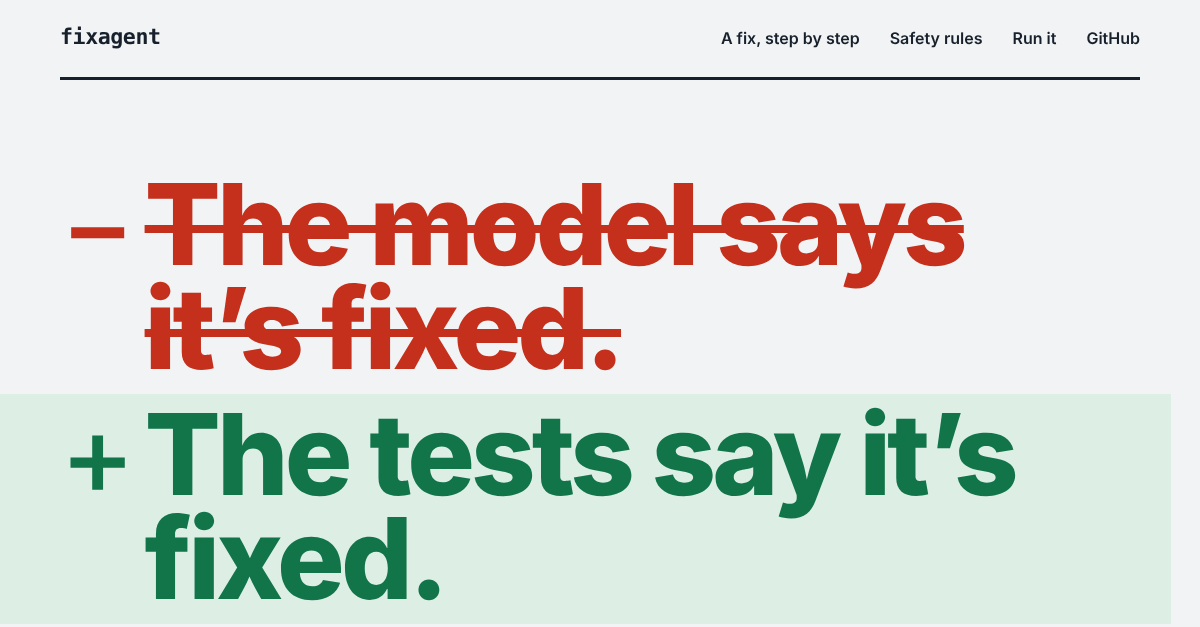 fixagent
A fix, step by step
Safety rules
Run it
GitHub
− The model says
it’s fixed.
+ The tests say it’s
fixed.